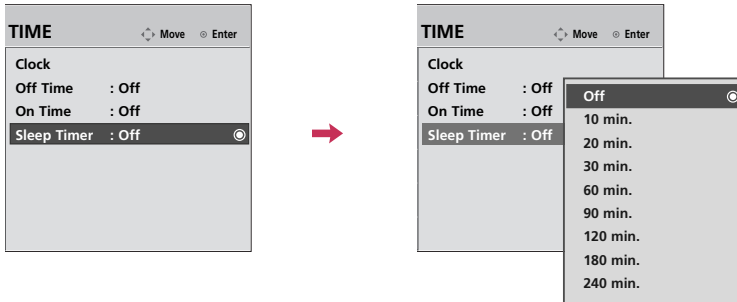 TIME Move Enter
Clock
Off Time : Off
On Time : Off
Sleep Timer : Off
TIME Move Enter
Clock
Off Time : Off
On Time : Off
Sleep Timer : Off
Off
10 min.
20 min.
30 min.
60 min.
90 min.
120 min.
180 min.
240 min.